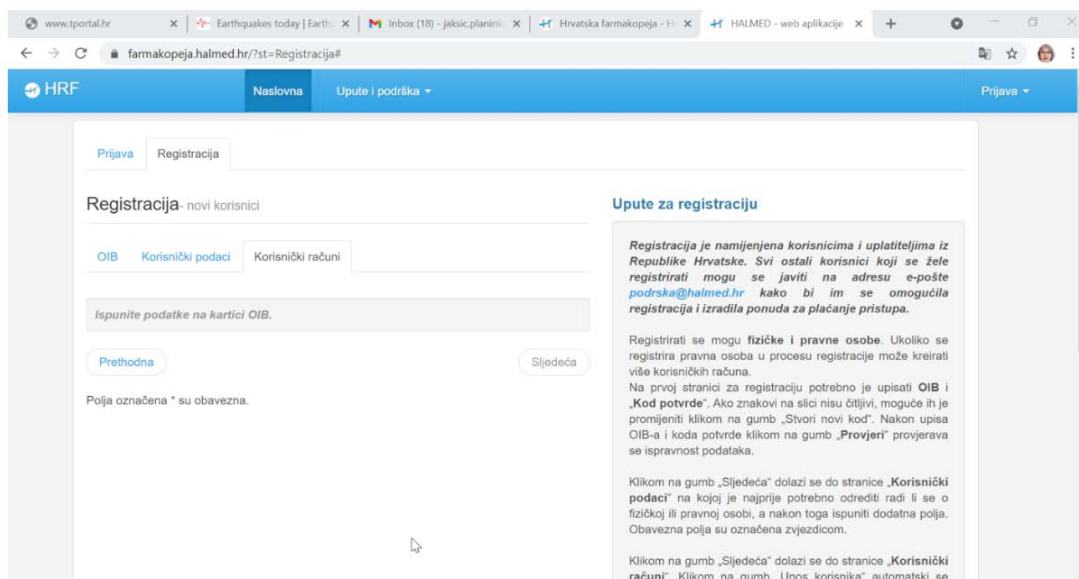 www.tportal.hr
Earthquakes today | Earth
Inbox (18) - jaksic.planink
Hrvatska farmakopeja - H
HALMED - web aplikacije
farmakopeja.halmed.hr/?st=Registracija#
HRF
Naslovna
Upute i podrška
Prijava
Prijava
Registracija
Registracija- novi korisnici
OIB
Korisnički podaci
Korisnički računi
Ispunite podatke na kartici OIB.
Prethodna
Sljedeća
Polja označena * su obavezna.
Upute za registraciju
Registracija je namijenjena korisnicima i uplatiteljima iz
Republike Hrvatske. Svi ostali korisnici koji se žele
registrirati mogu se javiti na adresu e-pošte
podrska@halmed.hr kako bi im se omogućila
registracija i izradila ponuda za plaćanje pristupa.
Registrirati se mogu fizičke i pravne osobe. Ukoliko se
registrira pravna osoba u procesu registracije može kreirati
više korisničkih računa.
Na prvoj stranici za registraciju potrebno je upisati OIB i
„Kod potvrde“. Ako znakovi na slici nisu čitljivi, moguće ih je
promijeniti klikom na gumb „Stvori novi kod“. Nakon upisa
OIB-a i koda potvrde klikom na gumb „Provjeri“ provjerava
se ispravnost podataka.
Klikom na gumb „Sljedeća“ dolazi se do stranice „Korisnički
podaci“ na kojoj je najprije potrebno odrediti radi li se o
fizičkoj ili pravnoj osobi, a nakon toga ispuniti dodatna polja.
Obavezna polja su označena zvjezdicom.
Klikom na gumb „Sljedeća“ dolazi se do stranice „Korisnički
računi“. Klikom na gumb „Unos korisnika“ automatski se